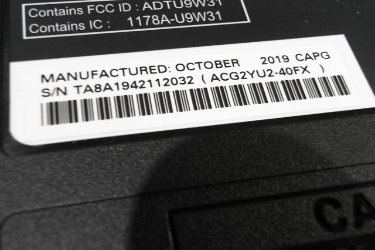 Contains FCC ID : ADTU9W31
Contains IC : 1178A-U9W31
MANUFACTURED: OCTOBER 2019 CAPG
S/N TA8A1942112032 ( ACG2YU2-40FX )